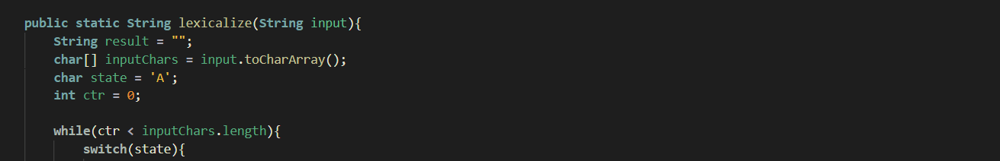 public static String lexicalize(String input){
String result = "";
char[] inputChars = input.toCharArray();
char state = 'A';
int ctr = 0;
while(ctr < inputChars.length){
switch(state){